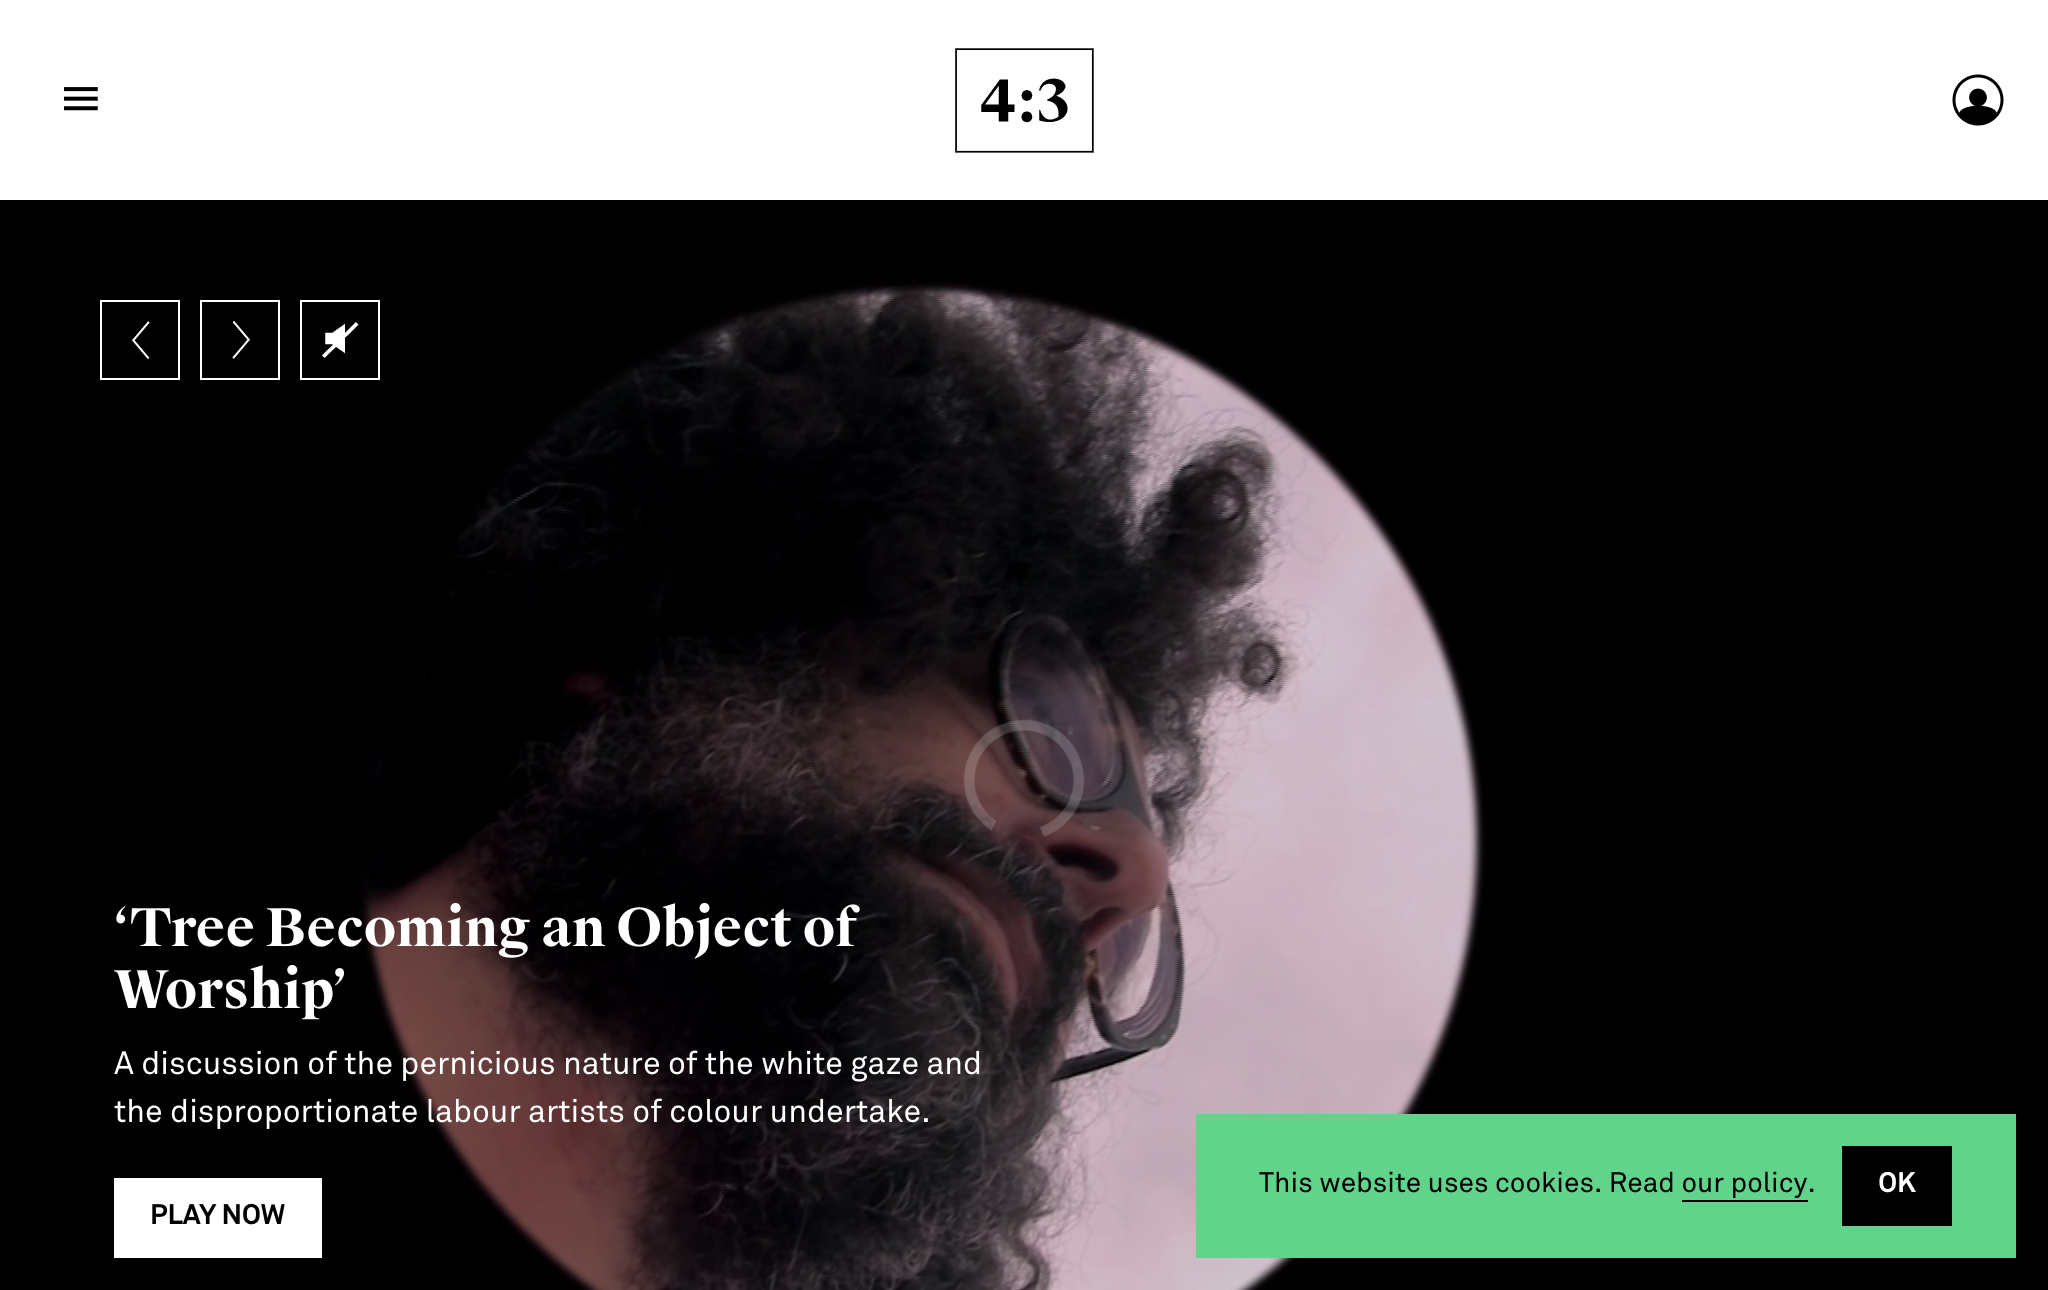 4:3
‘Tree Becoming an Object of
Worship’
A discussion of the pernicious nature of the white gaze and
the disproportionate labour artists of colour undertake.
PLAY NOW
This website uses cookies. Read our policy.
OK